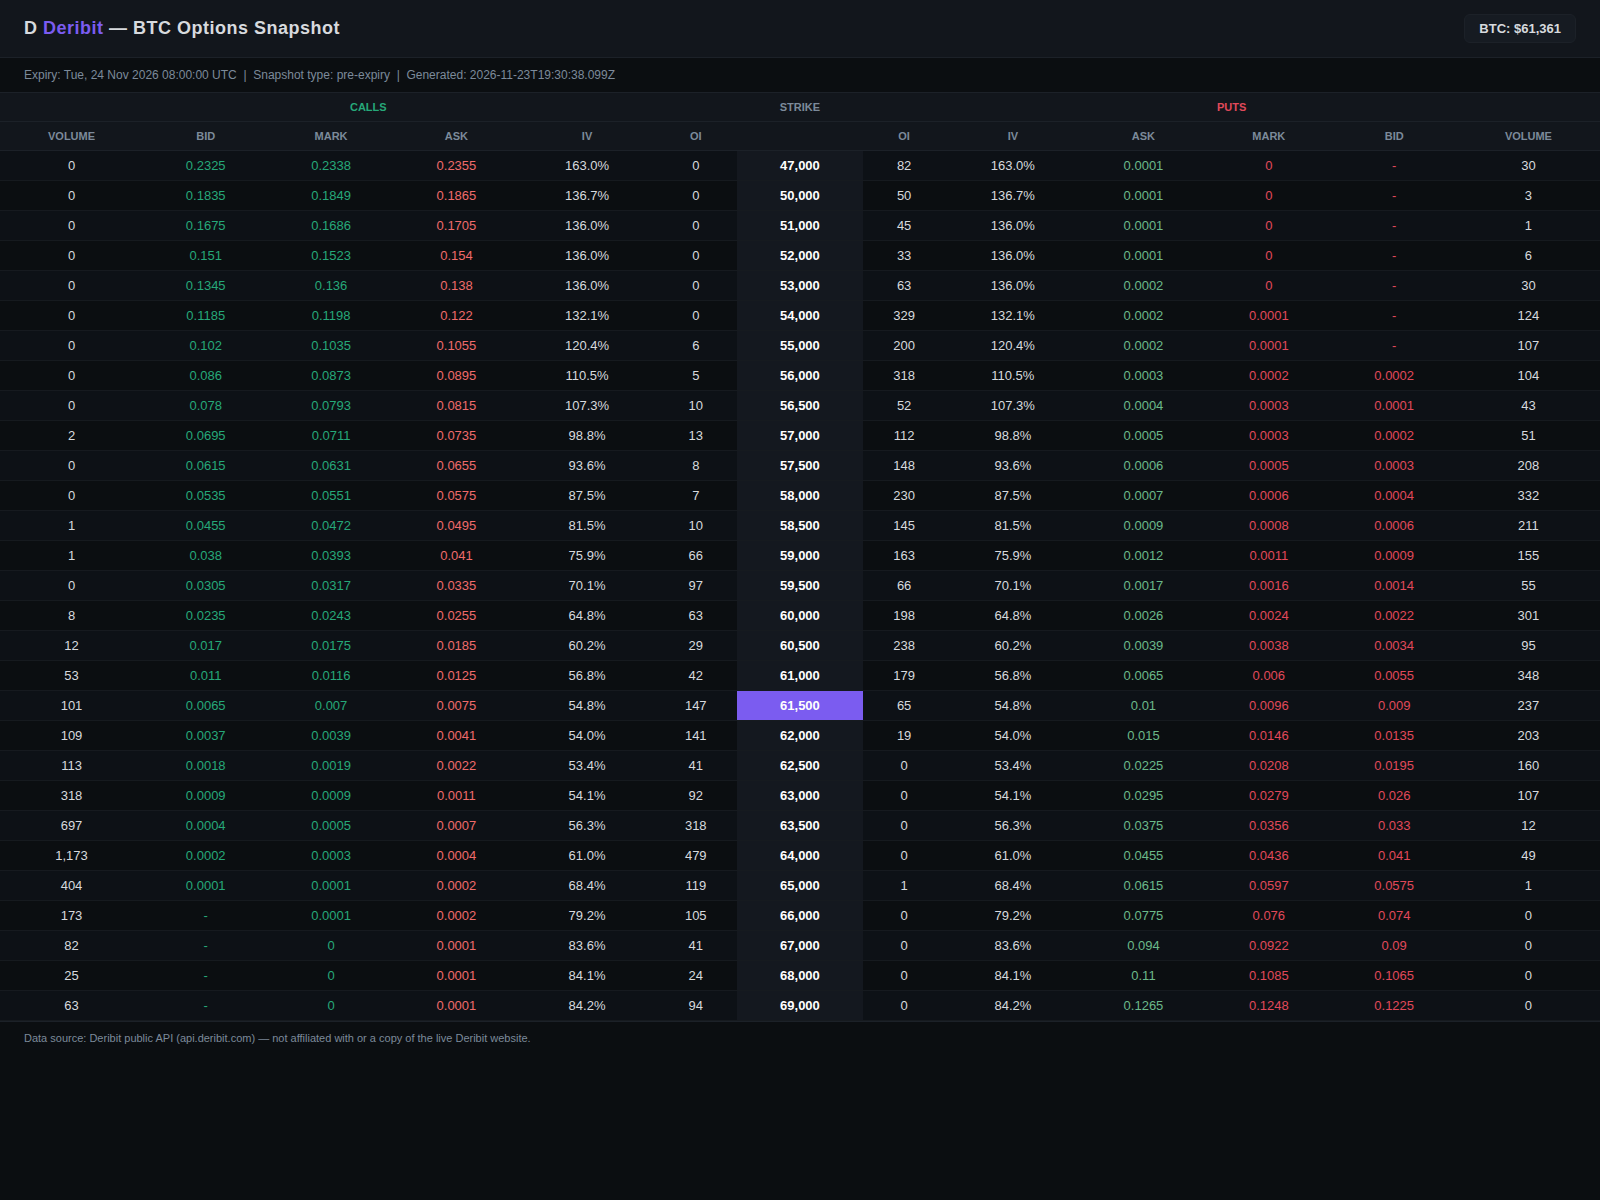 D Deribit — BTC Options Snapshot BTC: $61,361
Expiry: Tue, 24 Nov 2026 08:00:00 UTC | Snapshot type: pre-expiry | Generated: 2026-11-23T19:30:38.099Z
CALLS STRIKE PUTS
VOLUME BID MARK ASK IV OI OI IV ASK MARK BID VOLUME
0 0.2325 0.2338 0.2355 163.0% 0 47,000 82 163.0% 0.0001 0 - 30
0 0.1835 0.1849 0.1865 136.7% 0 50,000 50 136.7% 0.0001 0 - 3
0 0.1675 0.1686 0.1705 136.0% 0 51,000 45 136.0% 0.0001 0 - 1
0 0.151 0.1523 0.154 136.0% 0 52,000 33 136.0% 0.0001 0 - 6
0 0.1345 0.136 0.138 136.0% 0 53,000 63 136.0% 0.0002 0 - 30
0 0.1185 0.1198 0.122 132.1% 0 54,000 329 132.1% 0.0002 0.0001 - 124
0 0.102 0.1035 0.1055 120.4% 6 55,000 200 120.4% 0.0002 0.0001 - 107
0 0.086 0.0873 0.0895 110.5% 5 56,000 318 110.5% 0.0003 0.0002 0.0002 104
0 0.078 0.0793 0.0815 107.3% 10 56,500 52 107.3% 0.0004 0.0003 0.0001 43
2 0.0695 0.0711 0.0735 98.8% 13 57,000 112 98.8% 0.0005 0.0003 0.0002 51
0 0.0615 0.0631 0.0655 93.6% 8 57,500 148 93.6% 0.0006 0.0005 0.0003 208
0 0.0535 0.0551 0.0575 87.5% 7 58,000 230 87.5% 0.0007 0.0006 0.0004 332
1 0.0455 0.0472 0.0495 81.5% 10 58,500 145 81.5% 0.0009 0.0008 0.0006 211
1 0.038 0.0393 0.041 75.9% 66 59,000 163 75.9% 0.0012 0.0011 0.0009 155
0 0.0305 0.0317 0.0335 70.1% 97 59,500 66 70.1% 0.0017 0.0016 0.0014 55
8 0.0235 0.0243 0.0255 64.8% 63 60,000 198 64.8% 0.0026 0.0024 0.0022 301
12 0.017 0.0175 0.0185 60.2% 29 60,500 238 60.2% 0.0039 0.0038 0.0034 95
53 0.011 0.0116 0.0125 56.8% 42 61,000 179 56.8% 0.0065 0.006 0.0055 348
101 0.0065 0.007 0.0075 54.8% 147 61,500 65 54.8% 0.01 0.0096 0.009 237
109 0.0037 0.0039 0.0041 54.0% 141 62,000 19 54.0% 0.015 0.0146 0.0135 203
113 0.0018 0.0019 0.0022 53.4% 41 62,500 0 53.4% 0.0225 0.0208 0.0195 160
318 0.0009 0.0009 0.0011 54.1% 92 63,000 0 54.1% 0.0295 0.0279 0.026 107
697 0.0004 0.0005 0.0007 56.3% 318 63,500 0 56.3% 0.0375 0.0356 0.033 12
1,173 0.0002 0.0003 0.0004 61.0% 479 64,000 0 61.0% 0.0455 0.0436 0.041 49
404 0.0001 0.0001 0.0002 68.4% 119 65,000 1 68.4% 0.0615 0.0597 0.0575 1
173 - 0.0001 0.0002 79.2% 105 66,000 0 79.2% 0.0775 0.076 0.074 0
82 - 0 0.0001 83.6% 41 67,000 0 83.6% 0.094 0.0922 0.09 0
25 - 0 0.0001 84.1% 24 68,000 0 84.1% 0.11 0.1085 0.1065 0
63 - 0 0.0001 84.2% 94 69,000 0 84.2% 0.1265 0.1248 0.1225 0
Data source: Deribit public API (api.deribit.com) — not affiliated with or a copy of the live Deribit website.